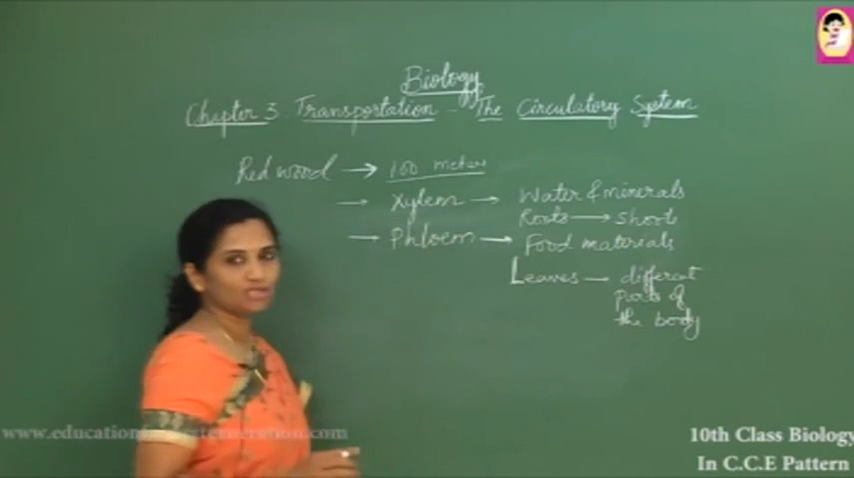 Biology
Chapter 3. Transportation - The Circulatory System
Red wood → 100 meters
→ Xylem → Water & minerals
Roots → Shoots
→ Phloem → Food materials
Leaves → different
parts of
the body
10th Class Biology
In C.C.E Pattern